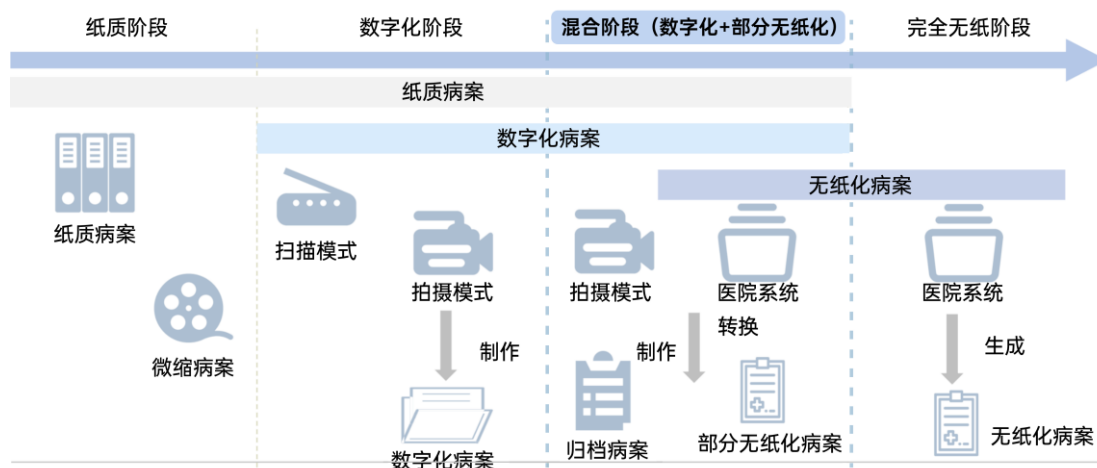 纸质阶段
数字化阶段
混合阶段（数字化+部分无纸化）
完全无纸阶段
纸质病案
数字化病案
无纸化病案
纸质病案
微缩病案
扫描模式
拍摄模式
制作
数字化病案
拍摄模式
医院系统
转换
制作
归档病案
部分无纸化病案
医院系统
生成
无纸化病案